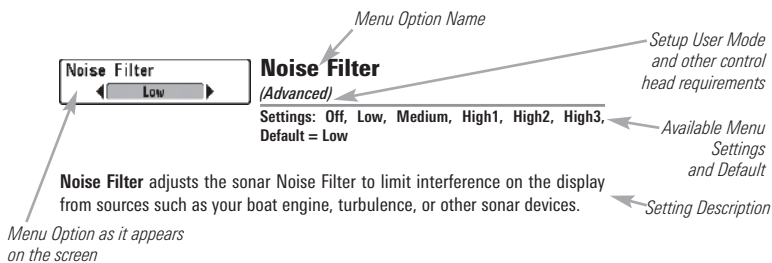 Menu Option Name
Setup User Mode
and other control
head requirements
Noise Filter
Low
Noise Filter
(Advanced)
Settings: Off, Low, Medium, High1, High2, High3,
Default = Low
Available Menu
Settings
and Default
Noise Filter adjusts the sonar Noise Filter to limit interference on the display
from sources such as your boat engine, turbulence, or other sonar devices.
Setting Description
Menu Option as it appears
on the screen